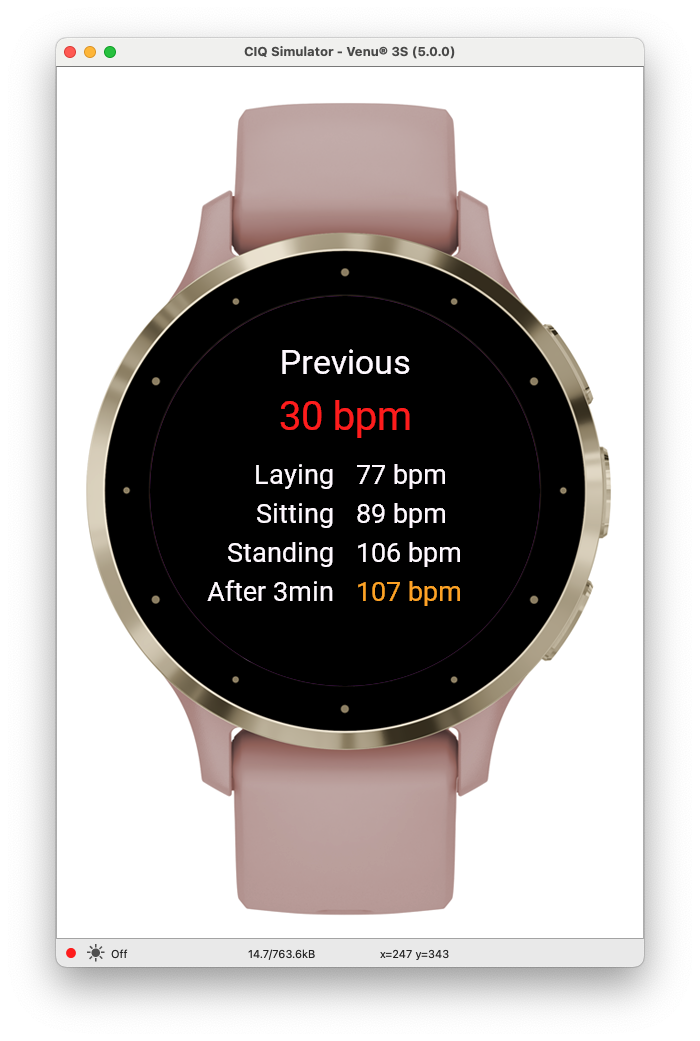 CIQ Simulator - Venu® 3S (5.0.0)
Previous
30 bpm
Laying 77 bpm
Sitting 89 bpm
Standing 106 bpm
After 3min 107 bpm
Off 14.7/763.6kB x=247 y=343